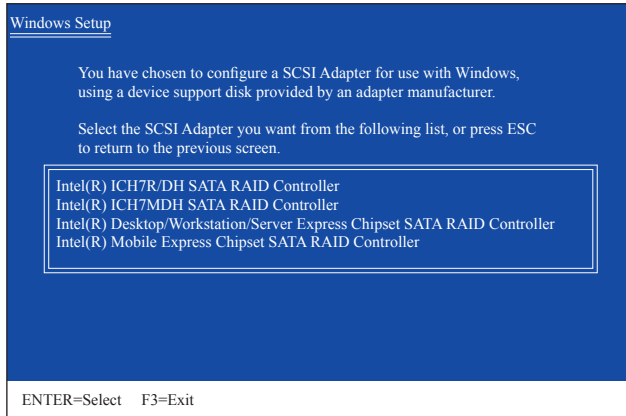 Windows Setup
You have chosen to configure a SCSI Adapter for use with Windows,
using a device support disk provided by an adapter manufacturer.
Select the SCSI Adapter you want from the following list, or press ESC
to return to the previous screen.
Intel(R) ICH7R/DH SATA RAID Controller
Intel(R) ICH7MDH SATA RAID Controller
Intel(R) Desktop/Workstation/Server Express Chipset SATA RAID Controller
Intel(R) Mobile Express Chipset SATA RAID Controller
ENTER=Select F3=Exit